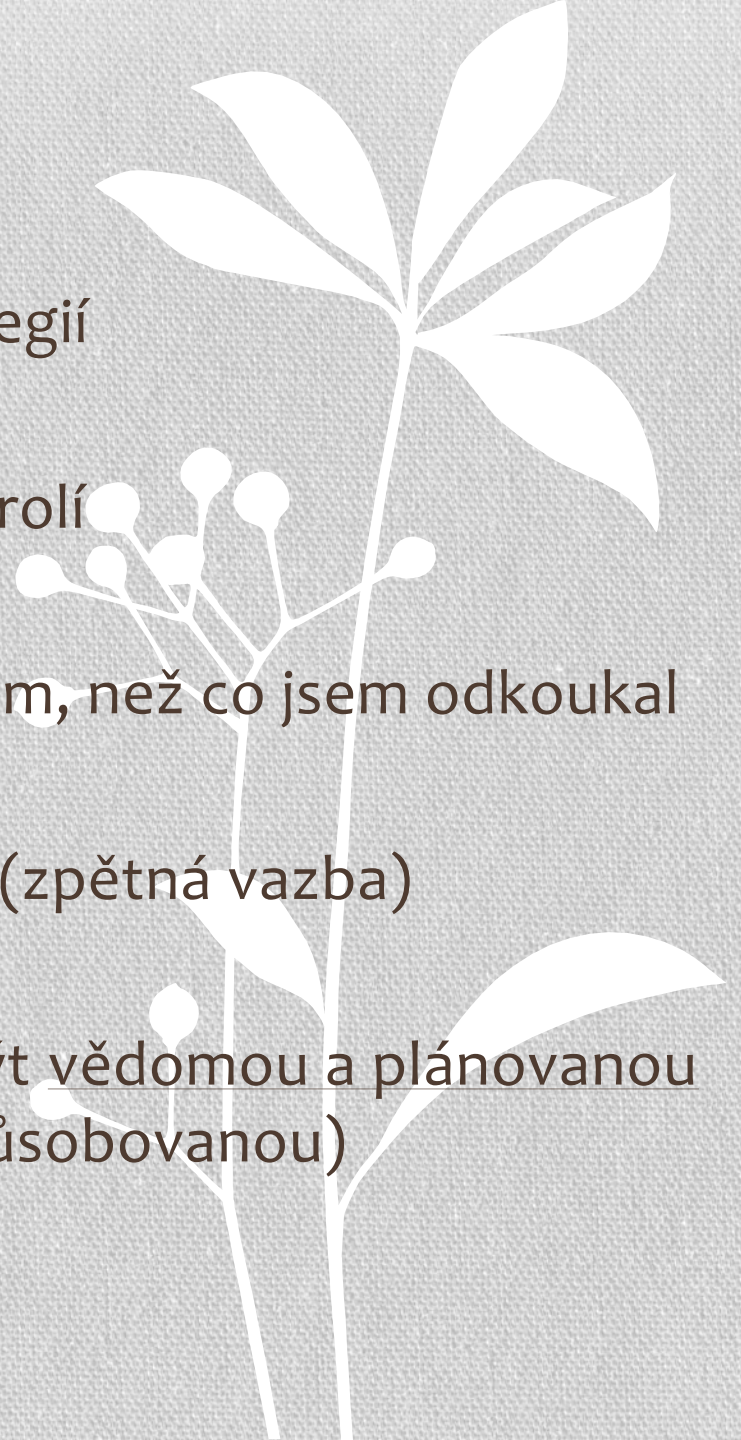 egií
rolí
m, než co jsem odkoukal
(zpětná vazba)
ýt vědomou a plánovanou
ůsobovanou)